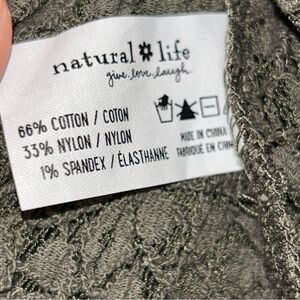 natural life
give. love. laugh.
66% COTTON / COTON
33% NYLON / NYLON
1% SPANDEX / ÉLASTHANNE
MADE IN CHINA
FABRIQUÉ EN CHIN